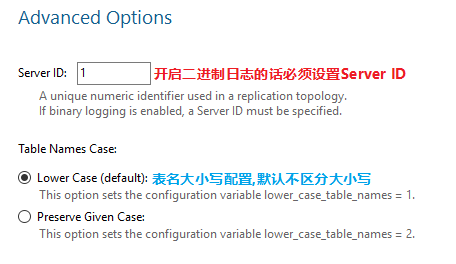 Advanced Options
Server ID: 1 开启二进制日志的话必须设置Server ID
A unique numeric identifier used in a replication topology.
If binary logging is enabled, a Server ID must be specified.
Table Names Case:
Lower Case (default): 表名大小写配置,默认不区分大小写
This option sets the configuration variable lower_case_table_names = 1.
Preserve Given Case:
This option sets the configuration variable lower_case_table_names = 2.